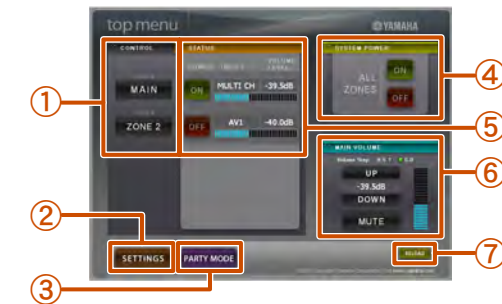 top menu
YAMAHA
CONTROL
STATUS
SYSTEM POWER
VOLUME
MAIN
ON
MULTI CH
-39.5dB
ZONE 2
OFF
AV1
-40.0dB
ALL
ZONES
ON
OFF
MAIN VOLUME
UP
-39.5dB
DOWN
MUTE
SETTINGS
PARTY MODE
RELOAD
①
②
③
④
⑤
⑥
⑦